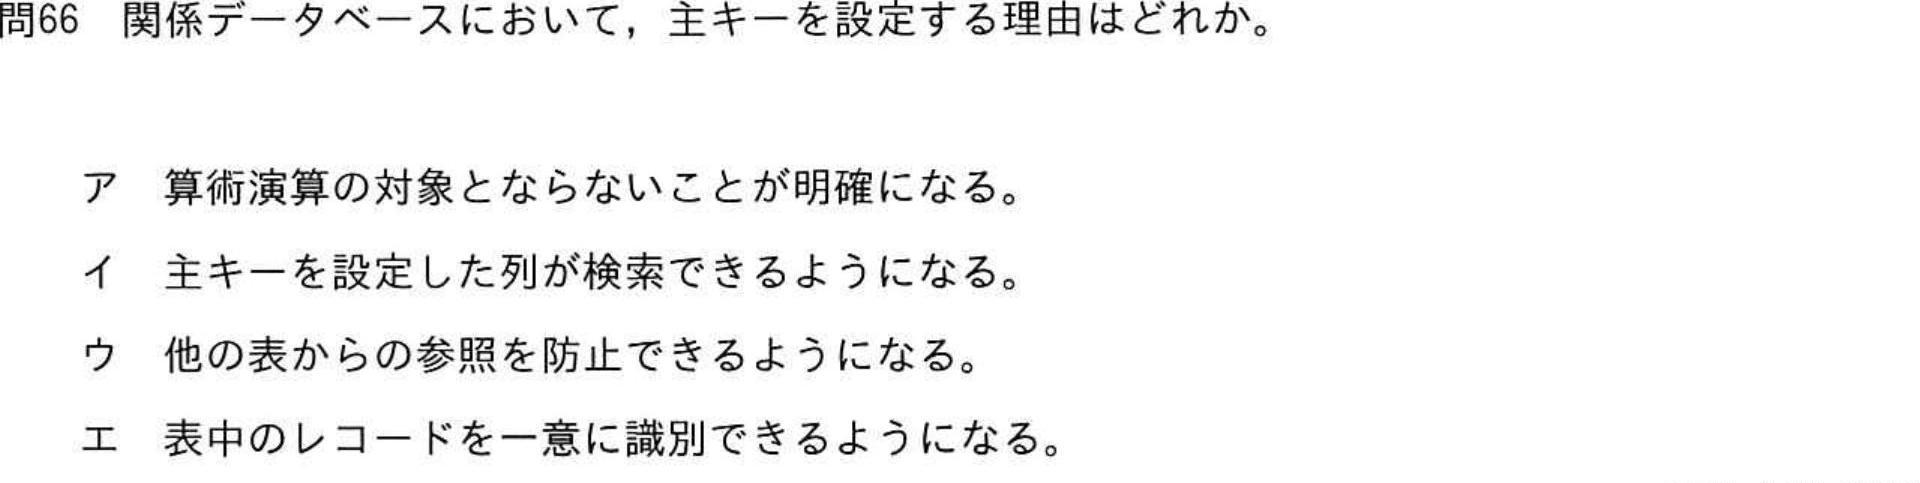 問66　関係データベースにおいて，主キーを設定する理由はどれか。
ア　算術演算の対象とならないことが明確になる。
イ　主キーを設定した列が検索できるようになる。
ウ　他の表からの参照を防止できるようになる。
エ　表中のレコードを一意に識別できるようになる。